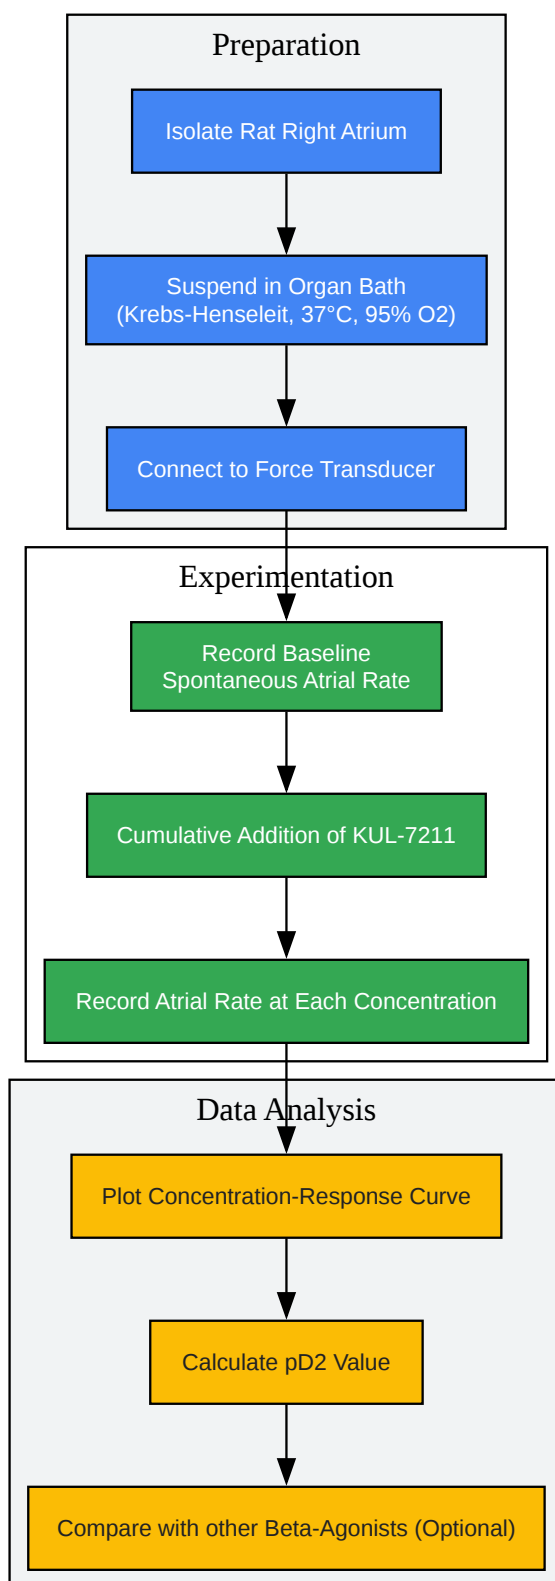 Preparation
Isolate Rat Right Atrium
Suspend in Organ Bath
(Krebs-Henseleit, 37°C, 95% O2)
Connect to Force Transducer
Experimentation
Record Baseline
Spontaneous Atrial Rate
Cumulative Addition of KUL-7211
Record Atrial Rate at Each Concentration
Data Analysis
Plot Concentration-Response Curve
Calculate pD2 Value
Compare with other Beta-Agonists (Optional)